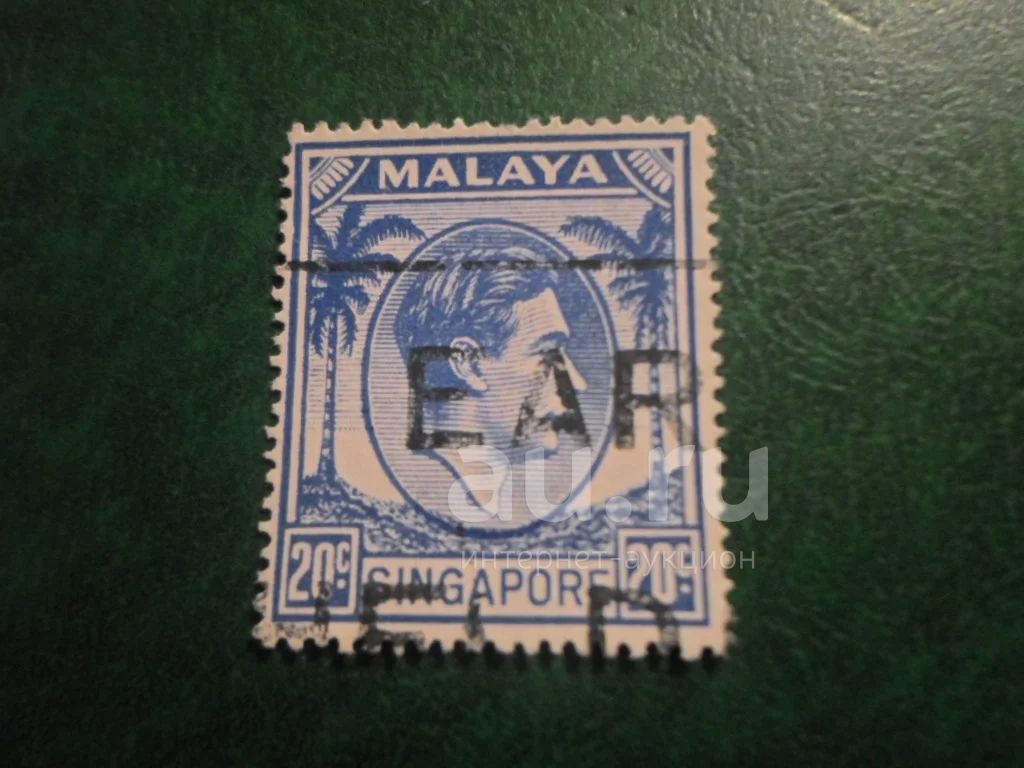 MALAYA
EAR
au.ru
интернет-аукцион
20c SINGAPORE 20c